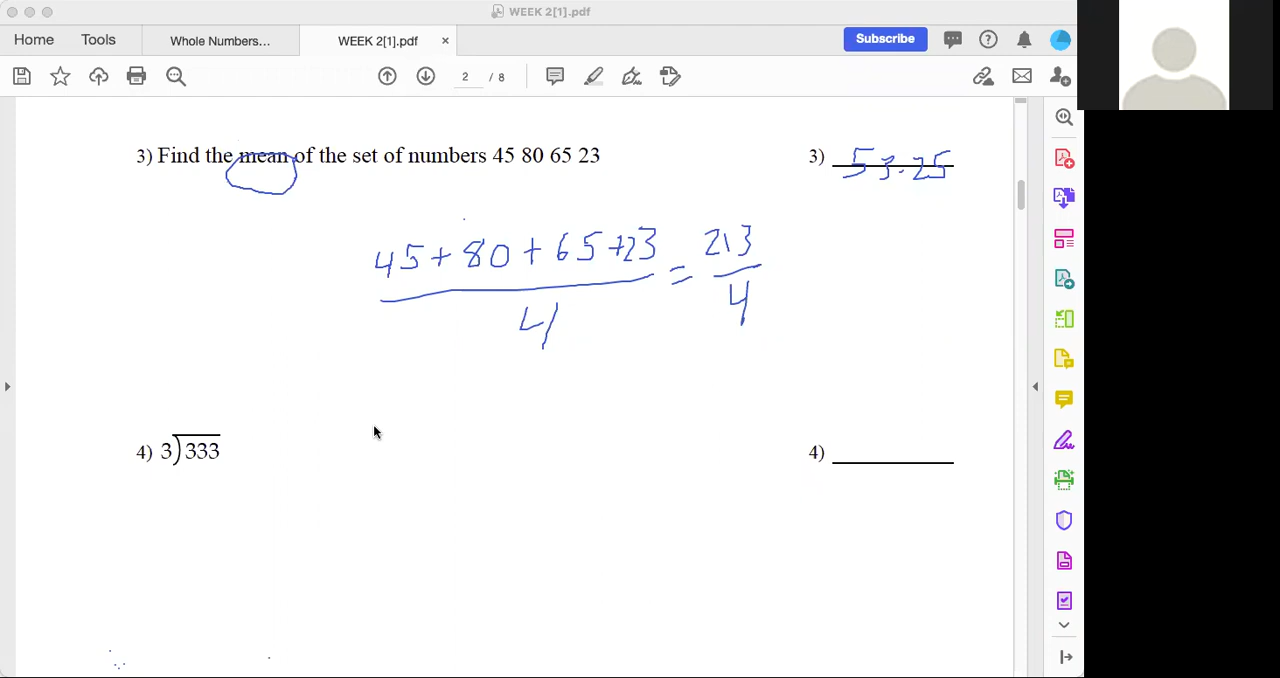 WEEK 2[1].pdf
Home Tools Whole Numbers... WEEK 2[1].pdf × Subscribe
2 / 8
3) Find the mean of the set of numbers 45 80 65 23 3) 53.25
45+80+65+23 = 213
4 4
4) 3)333 4)